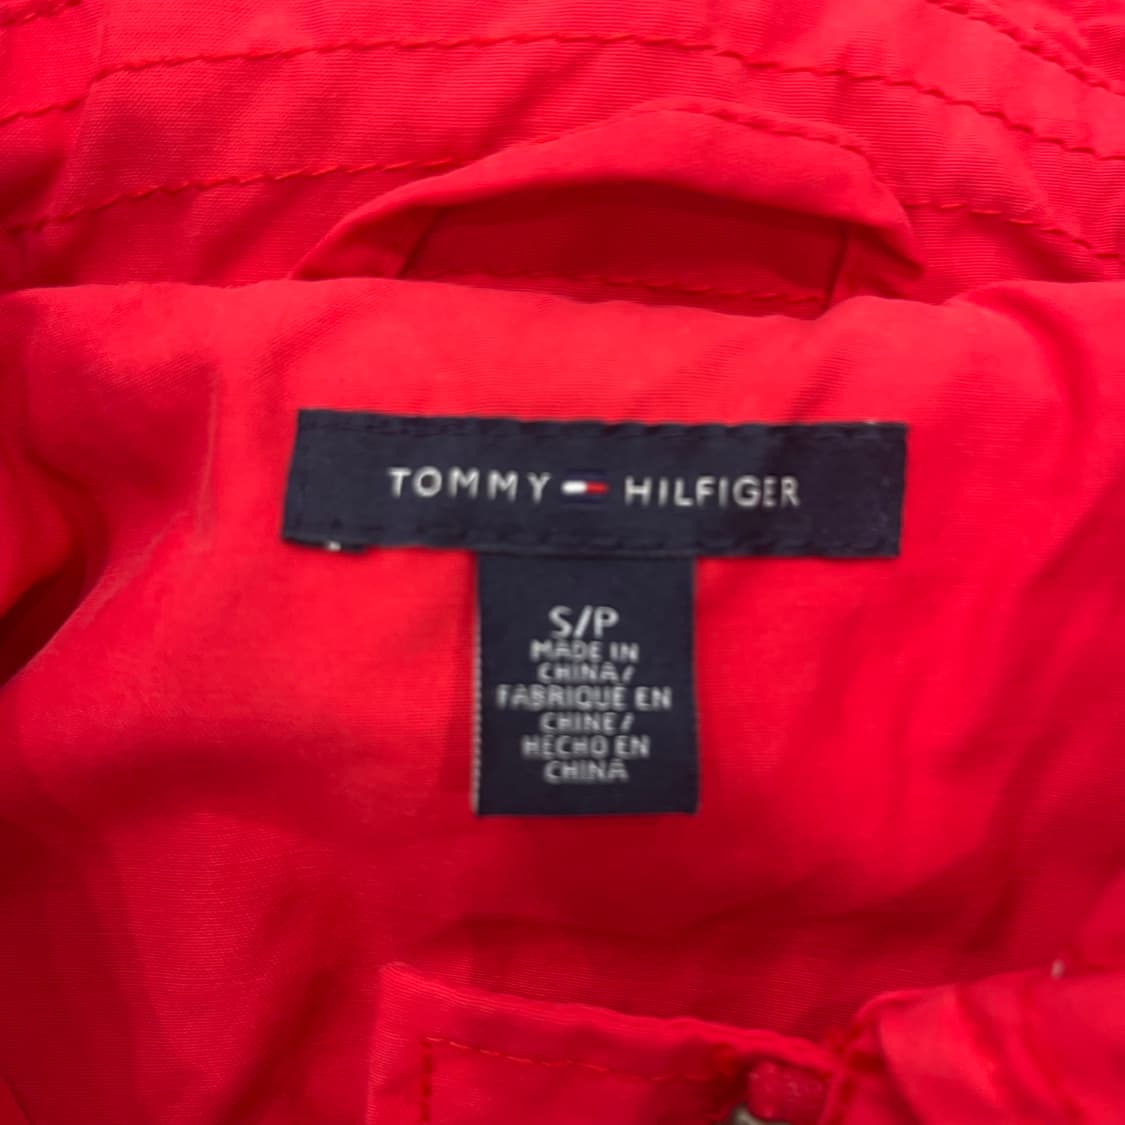 TOMMY HILFIGER
S/P
MADE IN
CHINA/
FABRIQUÉ EN
CHINE/
HECHO EN
CHINA